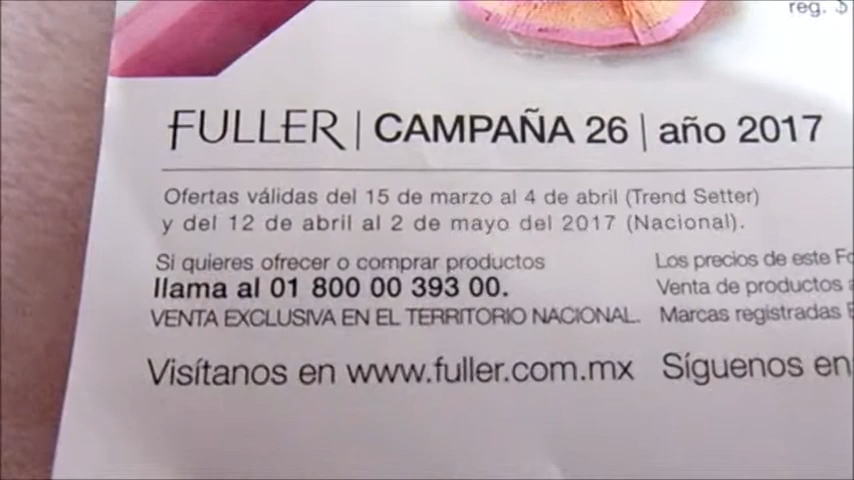 reg. $
FULLER | CAMPAÑA 26 | año 2017
Ofertas válidas del 15 de marzo al 4 de abril (Trend Setter)
y del 12 de abril al 2 de mayo del 2017 (Nacional).
Si quieres ofrecer o comprar productos
llama al 01 800 00 393 00.
VENTA EXCLUSIVA EN EL TERRITORIO NACIONAL.
Los precios de este Fo
Venta de productos a
Marcas registradas
Visítanos en www.fuller.com.mx
Síguenos en